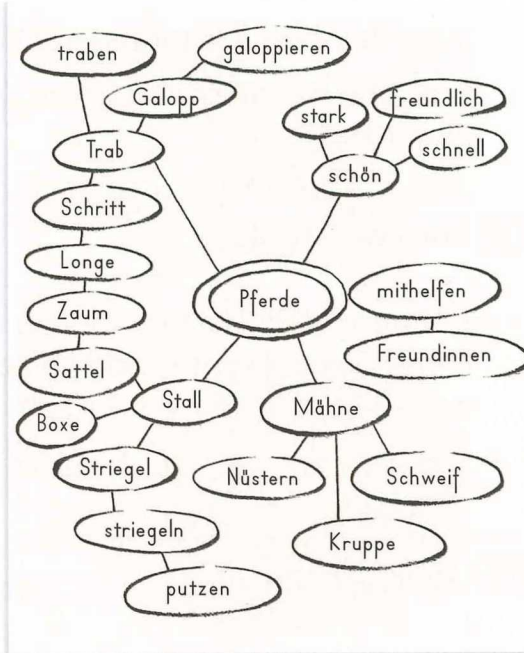 traben
galoppieren
Galopp
stark
freundlich
Trab
schön
schnell
Schritt
Longe
Pferde
mithelfen
Zaum
Freundinnen
Sattel
Stall
Mähne
Boxe
Striegel
Nüstern
Schweif
striegeln
Kruppe
putzen